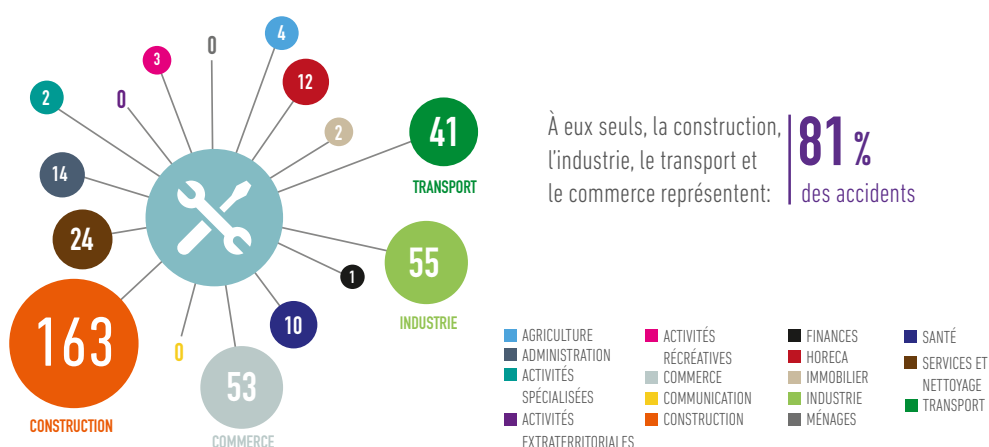 0
4
3
12
2
0
2
41
TRANSPORT
14
24
55
INDUSTRIE
1
163
CONSTRUCTION
0
10
53
COMMERCE
À eux seuls, la construction,
l'industrie, le transport et
le commerce représentent:
81 %
des accidents
AGRICULTURE
ADMINISTRATION
ACTIVITÉS
SPÉCIALISÉES
ACTIVITÉS
EXTRATERRITORIALES
ACTIVITÉS
RÉCRÉATIVES
COMMERCE
COMMUNICATION
CONSTRUCTION
FINANCES
HORECA
IMMOBILIER
INDUSTRIE
MÉNAGES
SANTÉ
SERVICES ET
NETTOYAGE
TRANSPORT